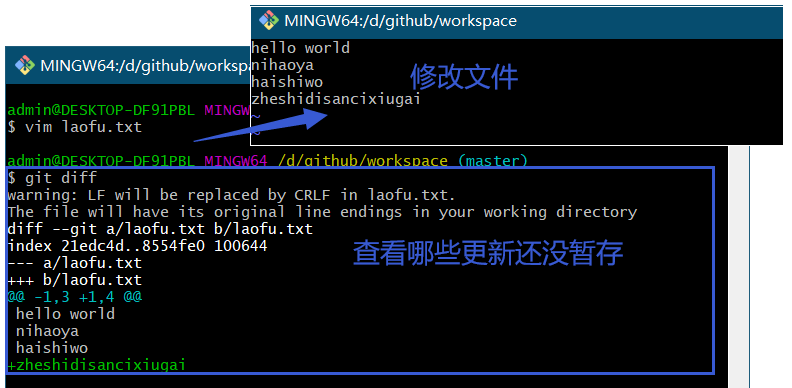 MINGW64:/d/github/workspace
hello world
nihaoya
haishiwo
zheshidisancixiugai
~
~
修改文件
MINGW64:/d/github/workspa
admin@DESKTOP-DF91PBL MINGW
$ vim laofu.txt
admin@DESKTOP-DF91PBL MINGW64 /d/github/workspace (master)
$ git diff
warning: LF will be replaced by CRLF in laofu.txt.
The file will have its original line endings in your working directory
diff --git a/laofu.txt b/laofu.txt
index 21edc4d..8554fe0 100644
--- a/laofu.txt
+++ b/laofu.txt
@@ -1,3 +1,4 @@
hello world
nihaoya
haishiwo
+zheshidisancixiugai
查看哪些更新还没暂存